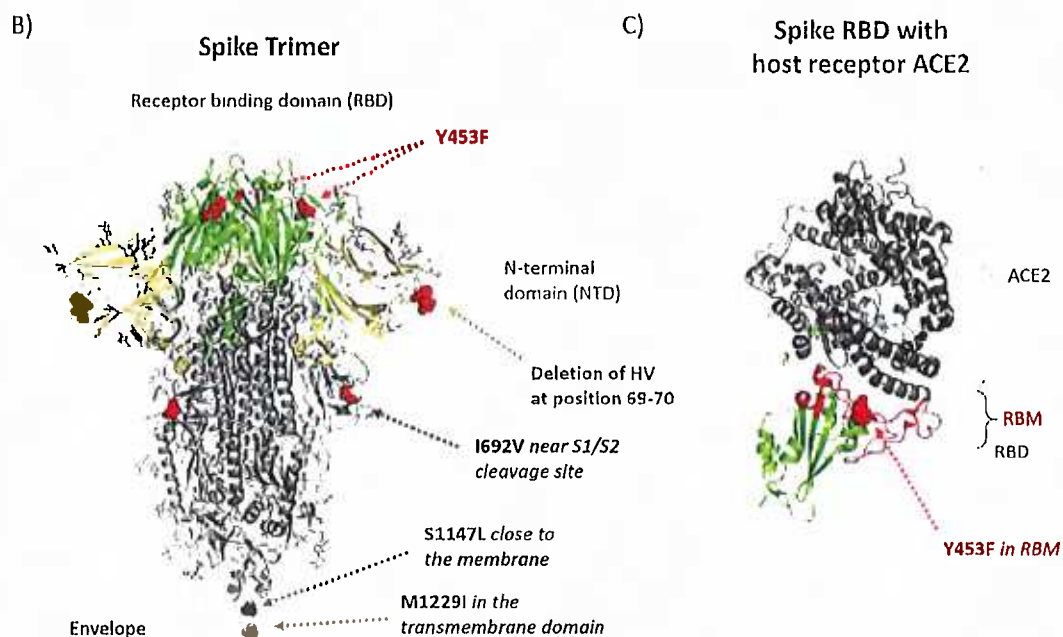 B)
Spike Trimer
Receptor binding domain (RBD)
Y453F
N-terminal
domain (NTD)
Deletion of HV
at position 69-70
I692V near S1/S2
cleavage site
S1147L close to
the membrane
M1229I in the
transmembrane domain
Envelope
C)
Spike RBD with
host receptor ACE2
ACE2
RBM
RBD
Y453F in RBM